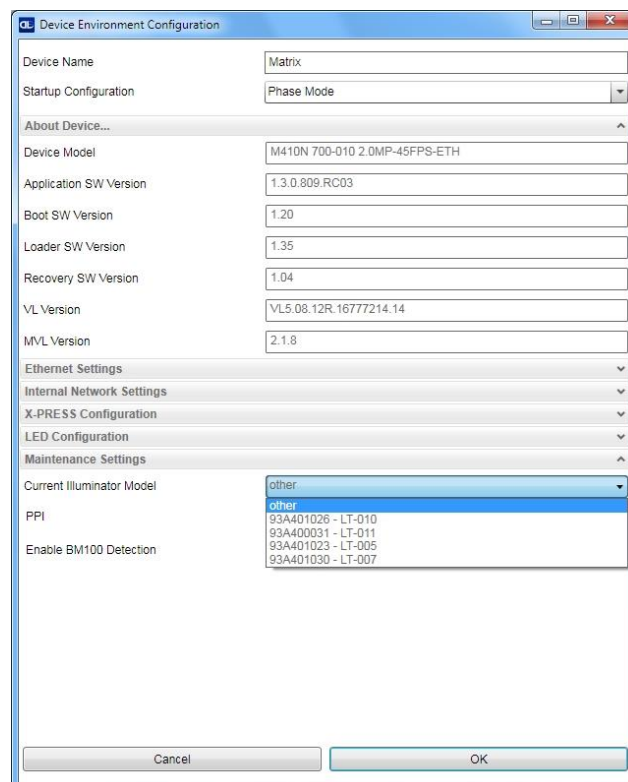 DL Device Environment Configuration
Device Name Matrix
Startup Configuration Phase Mode
About Device...
Device Model M410N 700-010 2.0MP-45FPS-ETH
Application SW Version 1.3.0.809.RC03
Boot SW Version 1.20
Loader SW Version 1.35
Recovery SW Version 1.04
VL Version VL5.08.12R.16777214.14
MVL Version 2.1.8
Ethernet Settings
Internal Network Settings
X-PRESS Configuration
LED Configuration
Maintenance Settings
Current Illuminator Model other
other
PPI
93A401026 - LT-010
93A400031 - LT-011
Enable BM100 Detection
93A401023 - LT-005
93A401030 - LT-007
Cancel OK